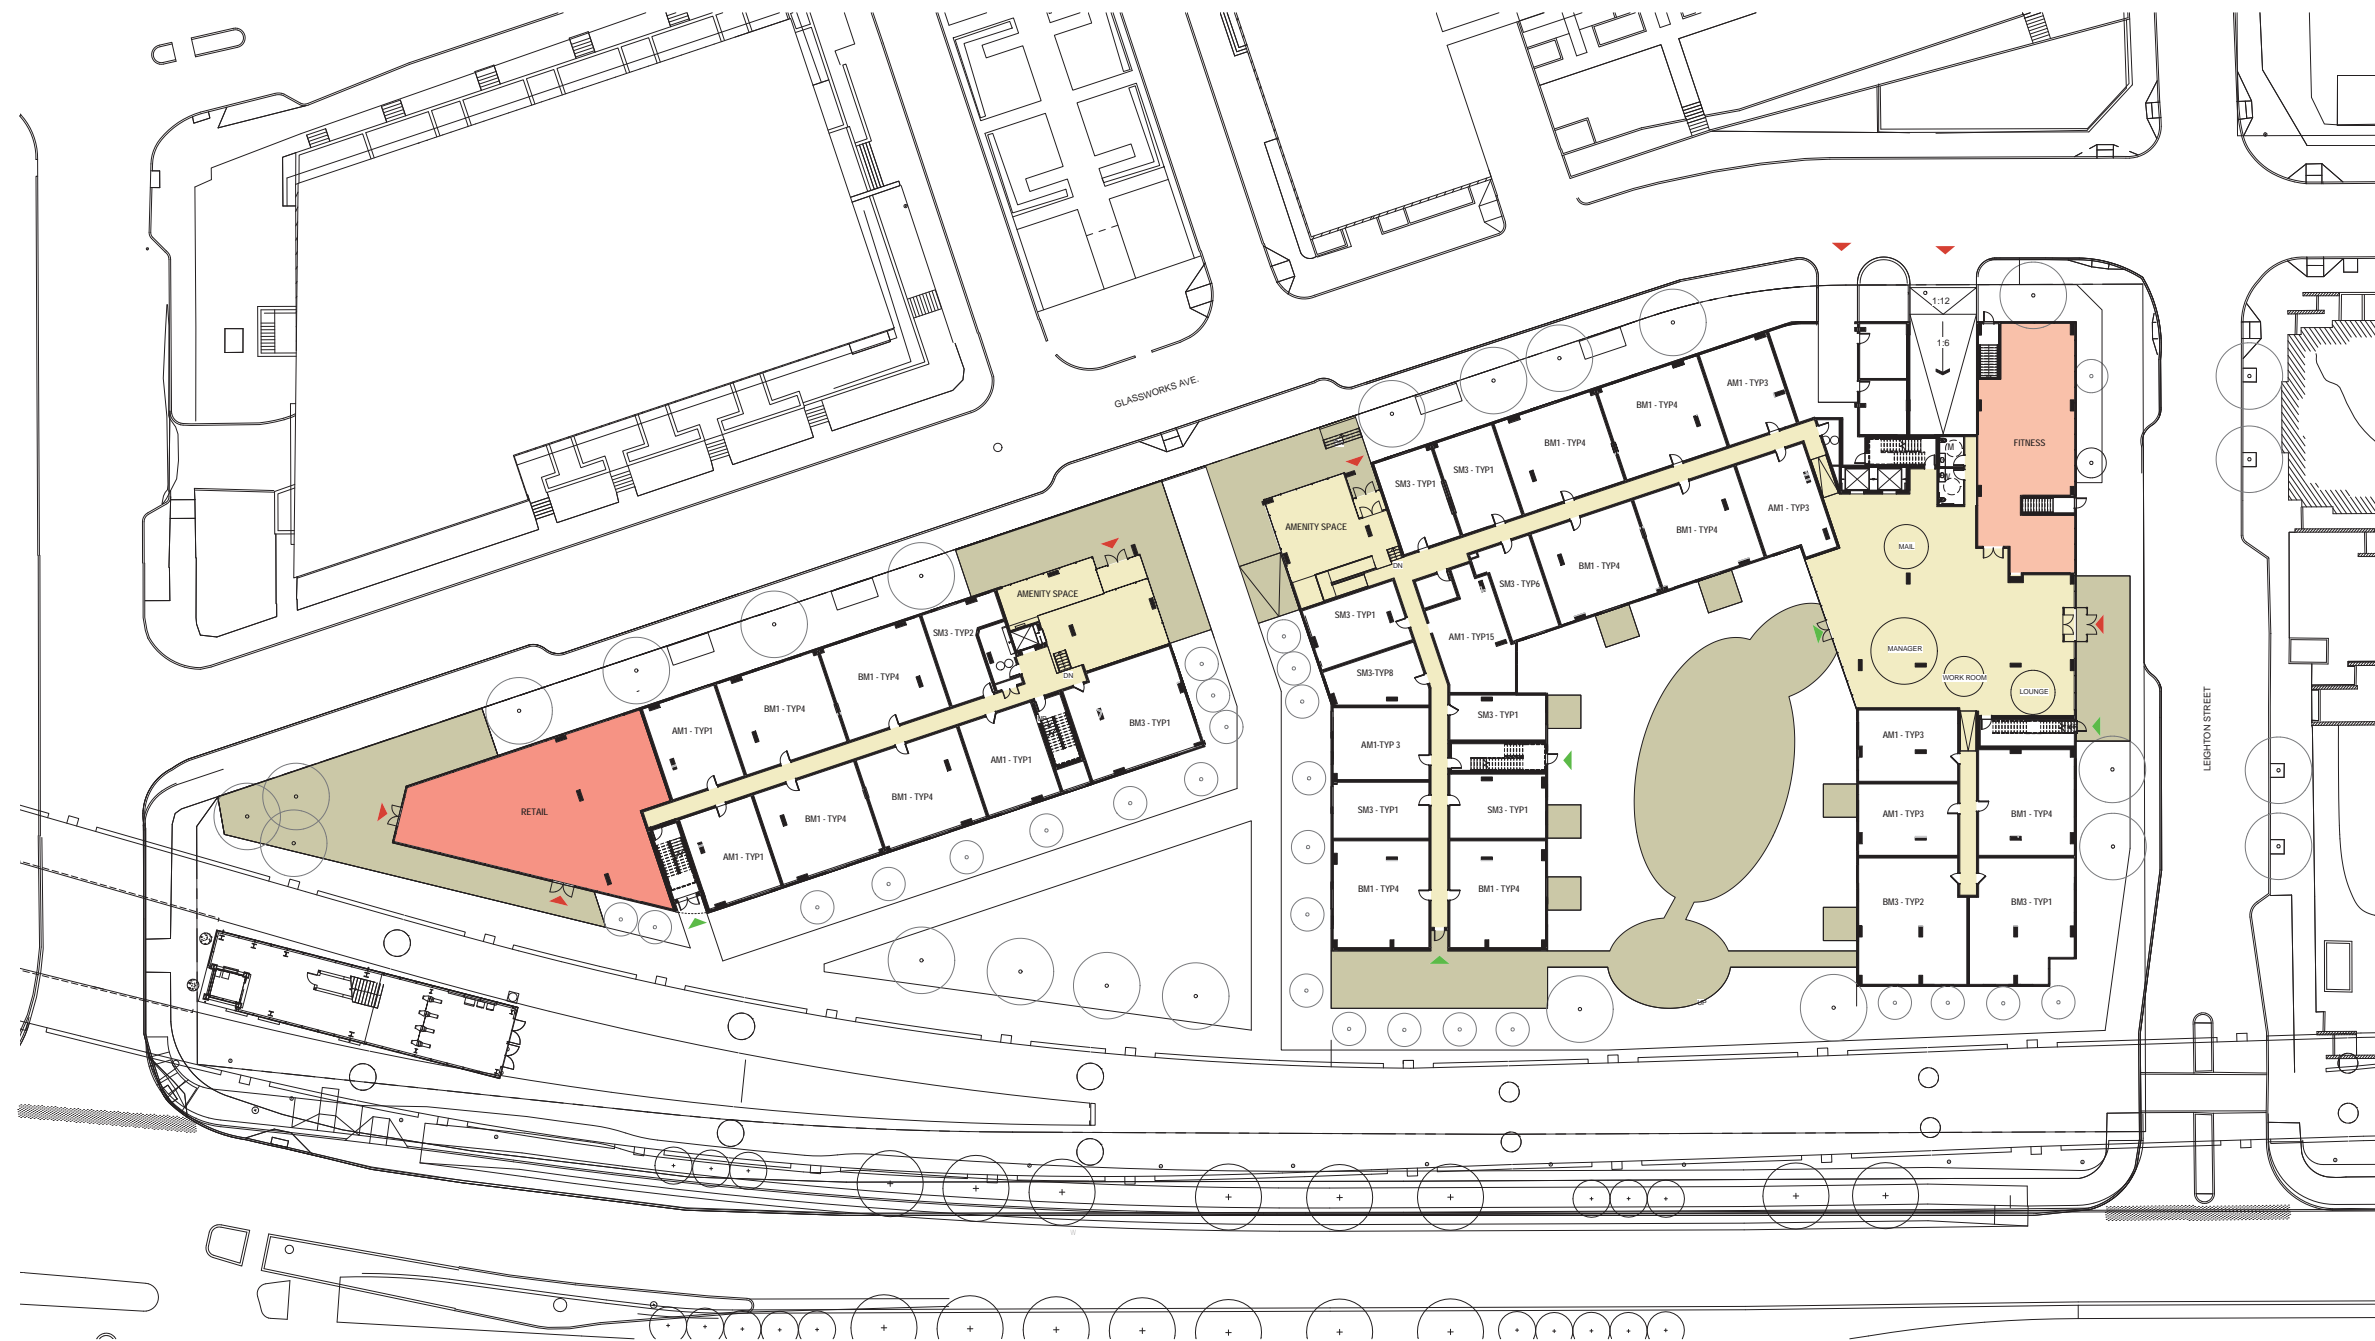 GLASSWORKS AVE.
LEIGHTON STREET
1:12
1:6
FITNESS
M
MAIL
MANAGER
WORK ROOM
LOUNGE
AMENITY SPACE
SM3 - TYP2
DN
BM1 - TYP4
BM1 - TYP4
AM1 - TYP1
RETAIL
AM1 - TYP1
BM1 - TYP4
BM1 - TYP4
AM1 - TYP1
BM3 - TYP1
AM1 - TYP3
BM1 - TYP4
BM1 - TYP4
SM3 - TYP1
SM3 - TYP1
AMENITY SPACE
DN
AM1 - TYP3
BM1 - TYP4
BM1 - TYP4
SM3 - TYP6
AM1 - TYP15
SM3 - TYP1
SM3-TYP8
SM3 - TYP1
AM1-TYP 3
SM3 - TYP1
SM3 - TYP1
BM1 - TYP4
BM1 - TYP4
AM1 - TYP3
AM1 - TYP3
BM1 - TYP4
BM3 - TYP2
BM3 - TYP1
UP